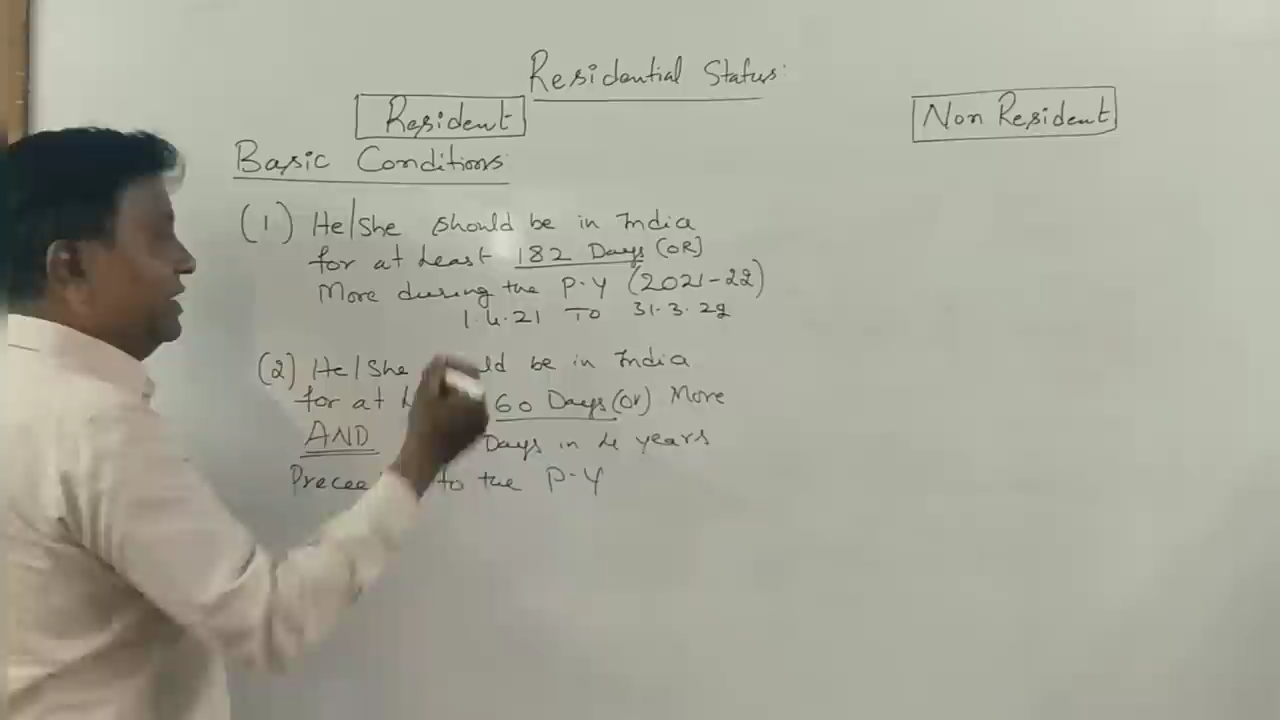 Residential Status:
Resident
Non Resident
Basic Conditions:
(1) He/She should be in India
for at Least 182 Days (OR)
More during the P.Y (2021-22)
1.4.21 TO 31.3.22
(2) He/She be in India
for at 60 Days (or) More
AND Days in 4 years
to the P-Y